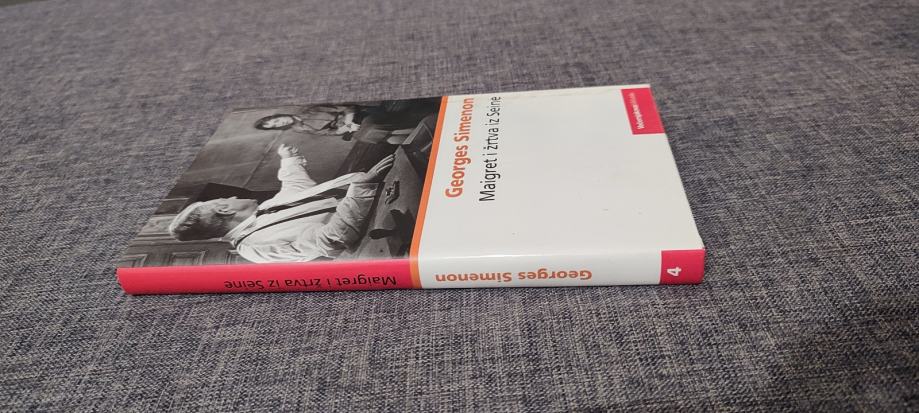 Georges Simenon
Maigret i žrtva iz Seine
Maigret i žrtva iz Seine
Georges Simenon
4